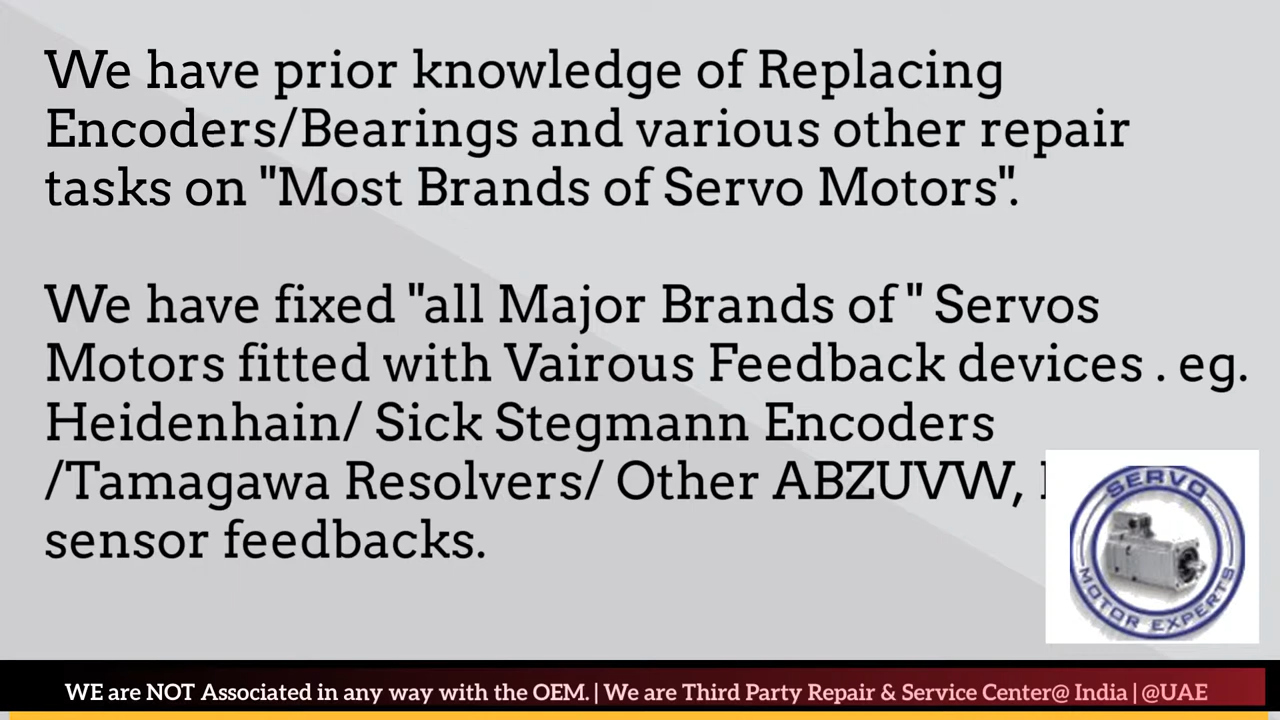 We have prior knowledge of Replacing
Encoders/Bearings and various other repair
tasks on "Most Brands of Servo Motors".
We have fixed "all Major Brands of " Servos
Motors fitted with Vairous Feedback devices . eg.
Heidenhain/ Sick Stegmann Encoders
/Tamagawa Resolvers/ Other ABZUVW,
sensor feedbacks.
SERVO
MOTOR EXPERTS
WE are NOT Associated in any way with the OEM. | We are Third Party Repair & Service Center@ India | @UAE